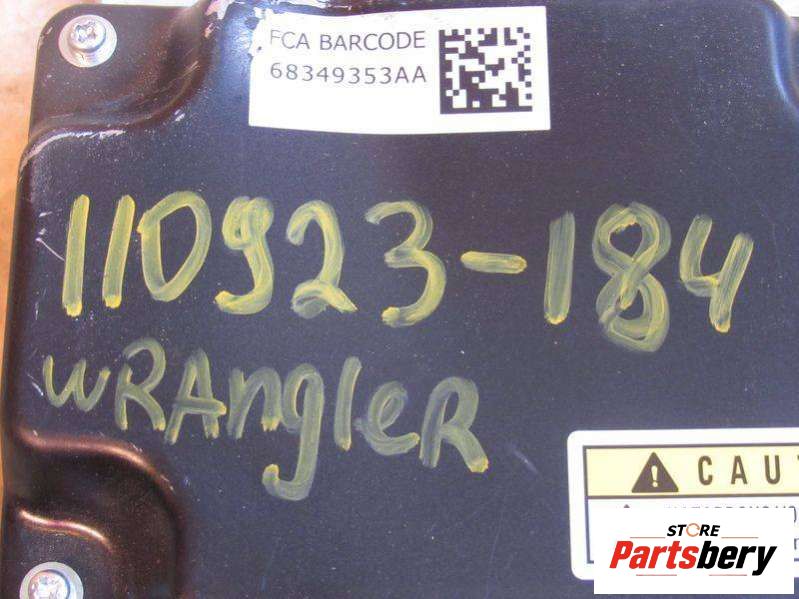 FCA BARCODE
68349353AA
110923-184
WRAngleR
CAU
STORE
Partsbery